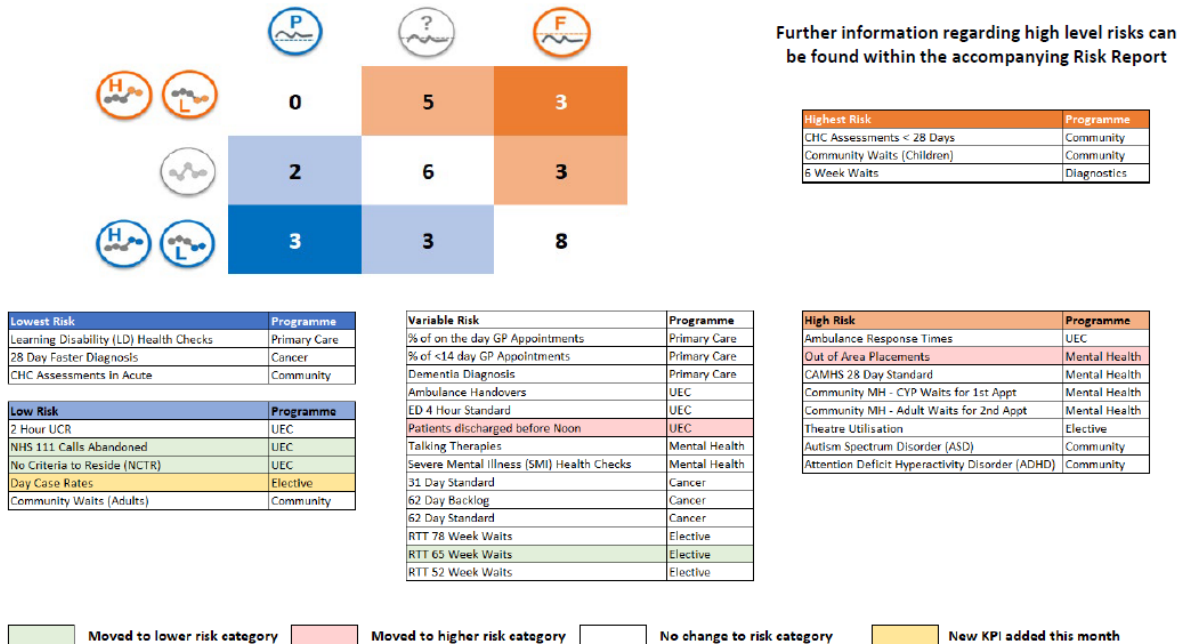 P ? F
Further information regarding high level risks can
be found within the accompanying Risk Report
H L 0 5 3
2 6 3
H L 3 3 8
Highest Risk Programme
CHC Assessments < 28 Days Community
Community Waits (Children) Community
6 Week Waits Diagnostics
Lowest Risk Programme
Learning Disability (LD) Health Checks Primary Care
28 Day Faster Diagnosis Cancer
CHC Assessments in Acute Community
Low Risk Programme
2 Hour UCR UEC
NHS 111 Calls Abandoned UEC
No Criteria to Reside (NCTR) UEC
Day Case Rates Elective
Community Waits (Adults) Community
Variable Risk Programme
% of on the day GP Appointments Primary Care
% of <14 day GP Appointments Primary Care
Dementia Diagnosis Primary Care
Ambulance Handovers UEC
ED 4 Hour Standard UEC
Patients discharged before Noon UEC
Talking Therapies Mental Health
Severe Mental Illness (SMI) Health Checks Mental Health
31 Day Standard Cancer
62 Day Backlog Cancer
62 Day Standard Cancer
RTT 78 Week Waits Elective
RTT 65 Week Waits Elective
RTT 52 Week Waits Elective
High Risk Programme
Ambulance Response Times UEC
Out of Area Placements Mental Health
CAMHS 28 Day Standard Mental Health
Community MH - CYP Waits for 1st Appt Mental Health
Community MH - Adult Waits for 2nd Appt Mental Health
Theatre Utilisation Elective
Autism Spectrum Disorder (ASD) Community
Attention Deficit Hyperactivity Disorder (ADHD) Community
Moved to lower risk category Moved to higher risk category No change to risk category New KPI added this month